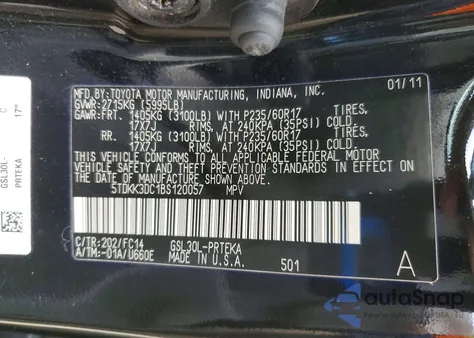 MFD.BY:TOYOTA MOTOR MANUFACTURING, INDIANA, INC.
01/11
GVWR:2715KG (5995LB)
GAWR:FRT. 1405KG (3100LB) WITH P235/60R17 TIRES,
17X7J RIMS, AT 240KPA (35PSI) COLD.
RR. 1405KG (3100LB) WITH P235/60R17 TIRES,
17X7J RIMS, AT 240KPA (35PSI) COLD.
THIS VEHICLE CONFORMS TO ALL APPLICABLE FEDERAL MOTOR
VEHICLE SAFETY AND THEFT PREVENTION STANDARDS IN EFFECT ON
THE DATE OF MANUFACTURE SHOWN ABOVE.
5TDKK3DC1BS120057 MPV
C/TR:202/FC14 GSL30L-PRTEKA
A/TM:-01A/U660E MADE IN U.S.A. 501
A
GSL30L-
PRTEKA
C
17"
autoSnap